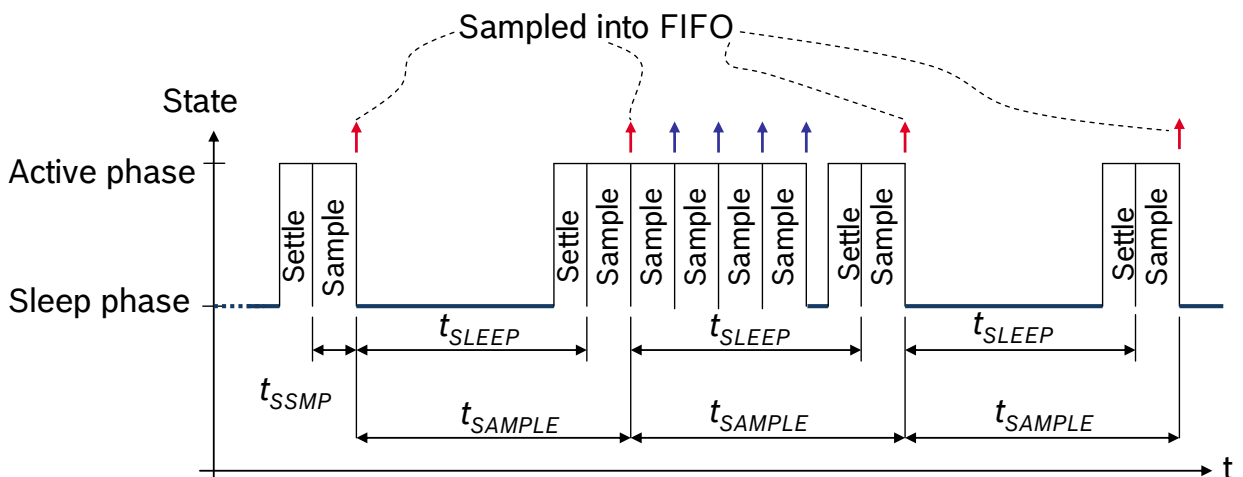 Sampled into FIFO
State
Active phase
Settle
Sample
Settle
Sample
Sample
Sample
Sample
Sample
Settle
Sample
Settle
Sample
Sleep phase
t_SLEEP
t_SLEEP
t_SLEEP
t_SSMP
t_SAMPLE
t_SAMPLE
t_SAMPLE
t